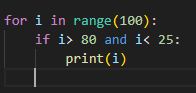 for i in range(100):
    if i> 80 and i< 25:
        print(i)